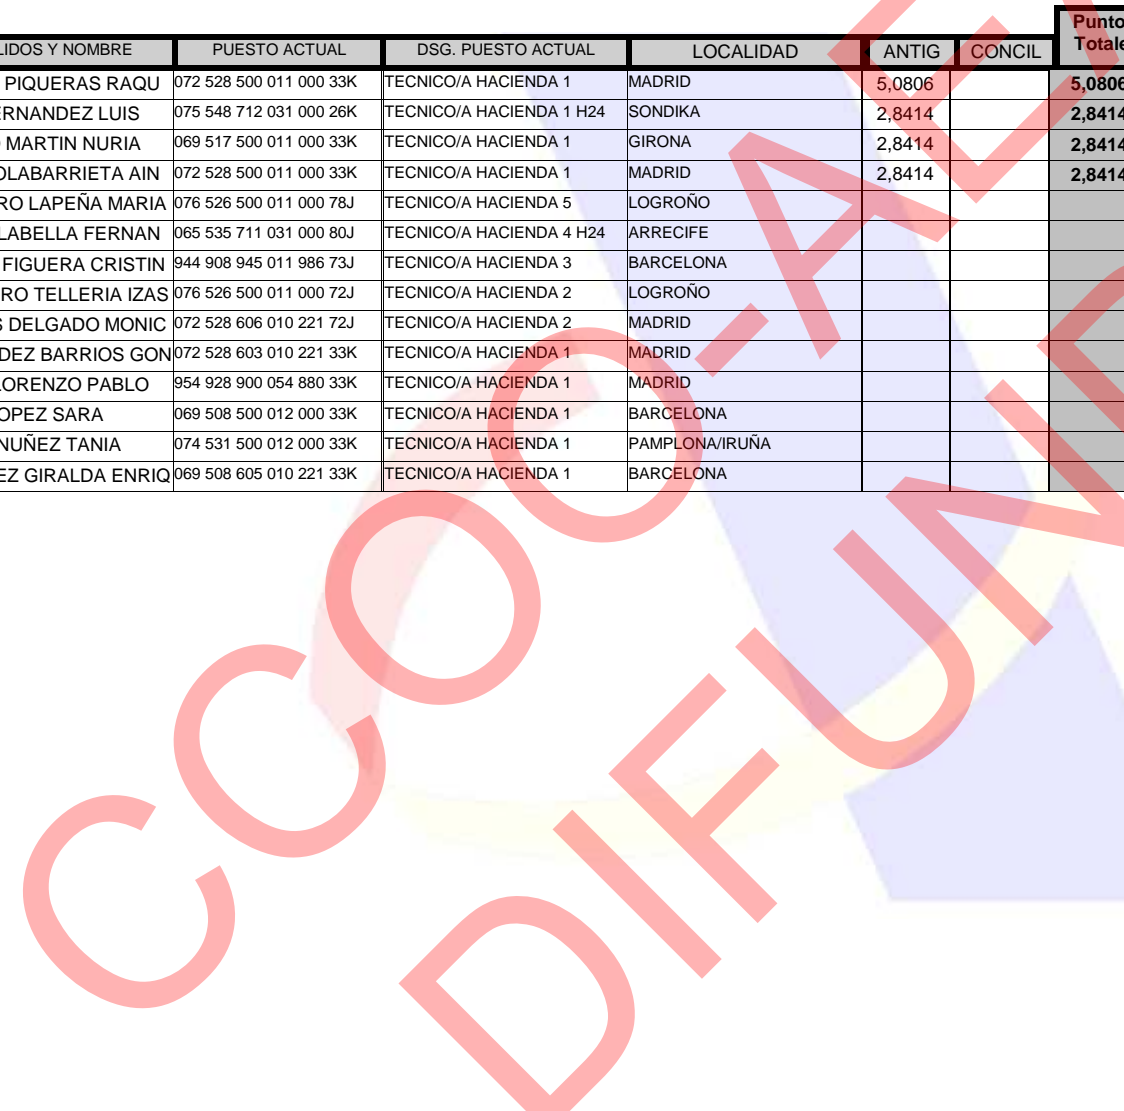 Punto
LIDOS Y NOMBRE PUESTO ACTUAL DSG. PUESTO ACTUAL LOCALIDAD ANTIG CONCIL Totale
PIQUERAS RAQU 072 528 500 011 000 33K TECNICO/A HACIENDA 1 MADRID 5,0806 5,0806
ERNANDEZ LUIS 075 548 712 031 000 26K TECNICO/A HACIENDA 1 H24 SONDIKA 2,8414 2,8414
MARTIN NURIA 069 517 500 011 000 33K TECNICO/A HACIENDA 1 GIRONA 2,8414 2,8414
OLABARRIETA AIN 072 528 500 011 000 33K TECNICO/A HACIENDA 1 MADRID 2,8414 2,8414
RO LAPEÑA MARIA 076 526 500 011 000 78J TECNICO/A HACIENDA 5 LOGROÑO
LABELLA FERNAN 065 535 711 031 000 80J TECNICO/A HACIENDA 4 H24 ARRECIFE
FIGUERA CRISTIN 944 908 945 011 986 73J TECNICO/A HACIENDA 3 BARCELONA
RO TELLERIA IZAS 076 526 500 011 000 72J TECNICO/A HACIENDA 2 LOGROÑO
S DELGADO MONIC 072 528 606 010 221 72J TECNICO/A HACIENDA 2 MADRID
DEZ BARRIOS GON 072 528 603 010 221 33K TECNICO/A HACIENDA 1 MADRID
LORENZO PABLO 954 928 900 054 880 33K TECNICO/A HACIENDA 1 MADRID
OPEZ SARA 069 508 500 012 000 33K TECNICO/A HACIENDA 1 BARCELONA
NUÑEZ TANIA 074 531 500 012 000 33K TECNICO/A HACIENDA 1 PAMPLONA/IRUÑA
EZ GIRALDA ENRIQ 069 508 605 010 221 33K TECNICO/A HACIENDA 1 BARCELONA
CCOO-AE
DIFUND